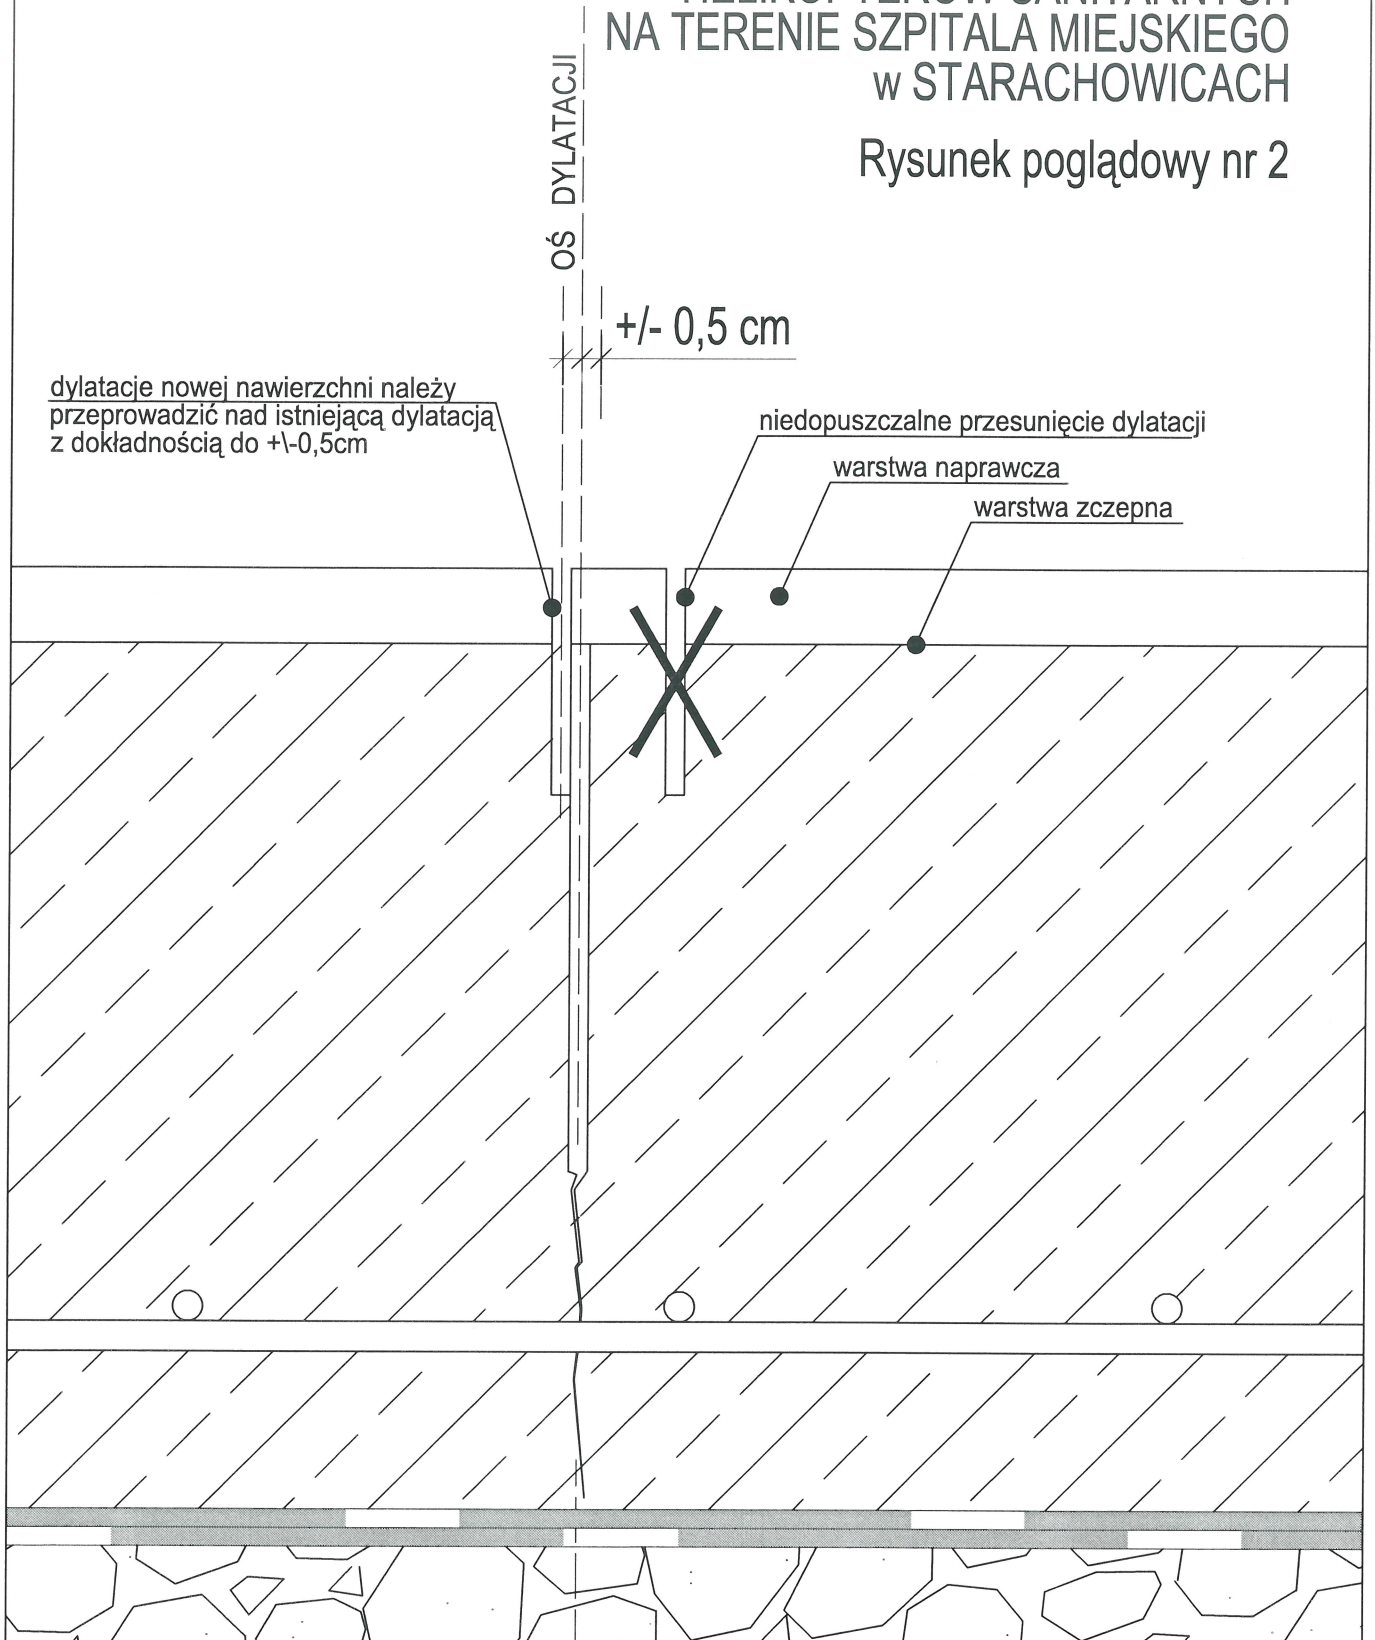 NA TERENIE SZPITALA MIEJSKIEGO
w STARACHOWICACH
Rysunek poglądowy nr 2
OŚ DYLATACJI
+/- 0,5 cm
dylatacje nowej nawierzchni należy
przeprowadzić nad istniejącą dylatacją
z dokładnością do +\-0,5cm
niedopuszczalne przesunięcie dylatacji
warstwa naprawcza
warstwa zczepna